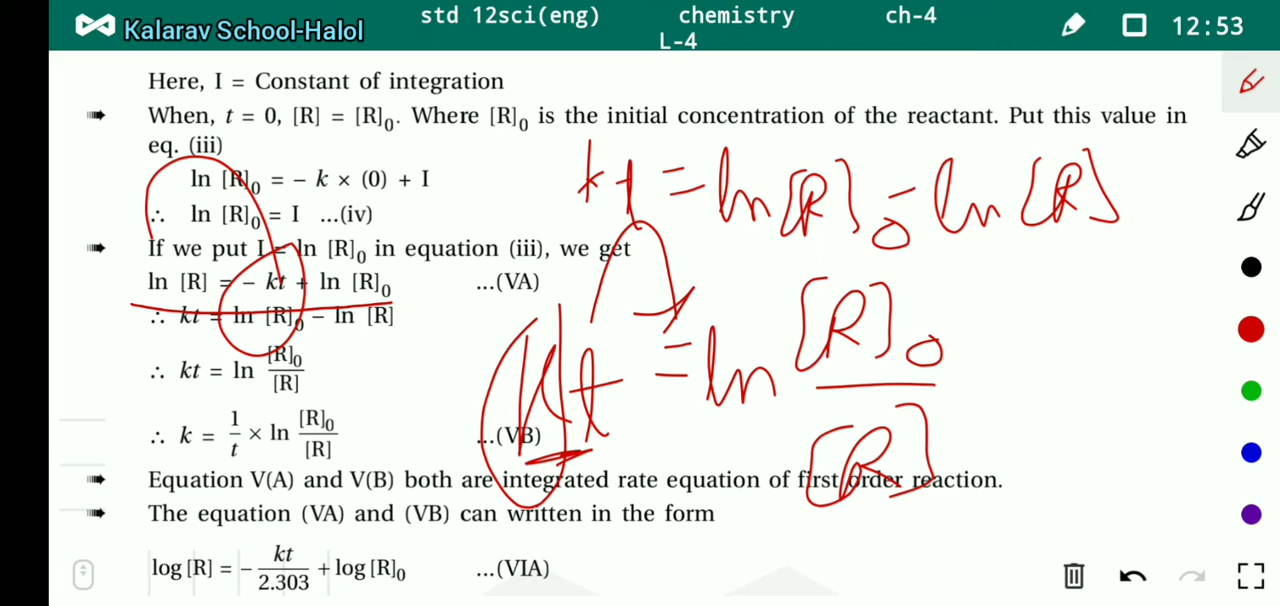 std 12sci(eng) chemistry ch-4
Kalarav School-Halol L-4 12:53
Here, I = Constant of integration
When, t = 0, [R] = [R]₀. Where [R]₀ is the initial concentration of the reactant. Put this value in
eq. (iii)
kt = ln [R]₀ - ln [R]
ln [R]₀ = – k × (0) + I
∴ ln [R]₀ = I ...(iv)
If we put I = ln [R]₀ in equation (iii), we get
ln [R] = – kt + ln [R]₀ ...(VA)
∴ kt = ln [R]₀ – ln [R]
kt = ln [R]₀ / [R]
∴ kt = ln [R]₀ / [R]
∴ k = 1/t × ln [R]₀ / [R] ...(VB)
Equation V(A) and V(B) both are integrated rate equation of first order reaction.
The equation (VA) and (VB) can written in the form
log [R] = – kt/2.303 + log [R]₀ ...(VIA)